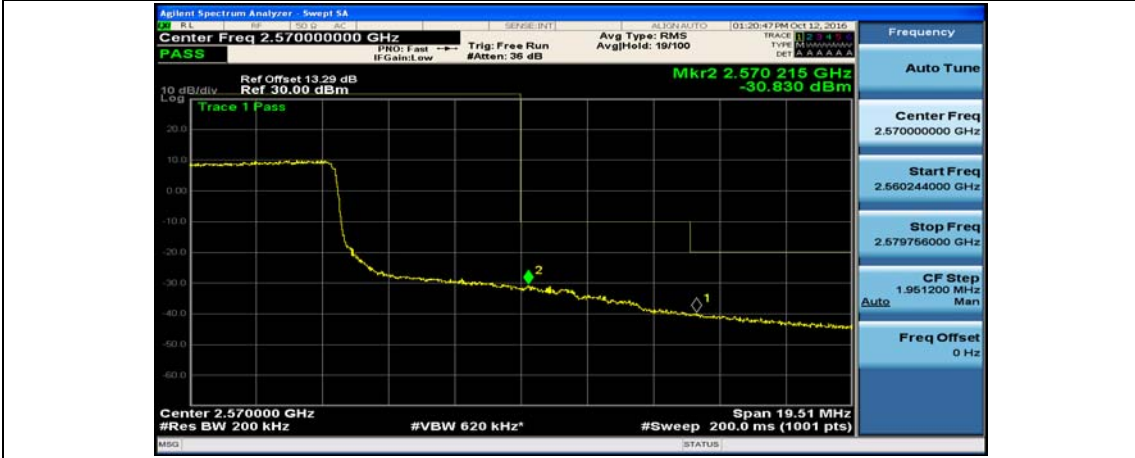 Agilent Spectrum Analyzer - Swept SA
RL RF 50 Ω AC SENSE:INT ALIGN AUTO 01:20:47 PM Oct 12, 2016
Center Freq 2.570000000 GHz
PASS
PNO: Fast
IFGain:Low
Trig: Free Run
#Atten: 36 dB
Avg Type: RMS
Avg|Hold: 19/100
TRACE 1 2 3 4 5 6
TYPE M
DET A A A A A A
Mkr2 2.570 215 GHz
-30.830 dBm
Ref Offset 13.29 dB
10 dB/div Ref 30.00 dBm
Log
Trace 1 Pass
20.0
10.0
0.00
-10.0
-20.0
-30.0
-40.0
-50.0
-60.0
2
1
Center 2.570000 GHz Span 19.51 MHz
#Res BW 200 kHz #VBW 620 kHz* #Sweep 200.0 ms (1001 pts)
MSG STATUS
Frequency
Auto Tune
Center Freq
2.570000000 GHz
Start Freq
2.560244000 GHz
Stop Freq
2.579756000 GHz
CF Step
1.951200 MHz
Auto Man
Freq Offset
0 Hz